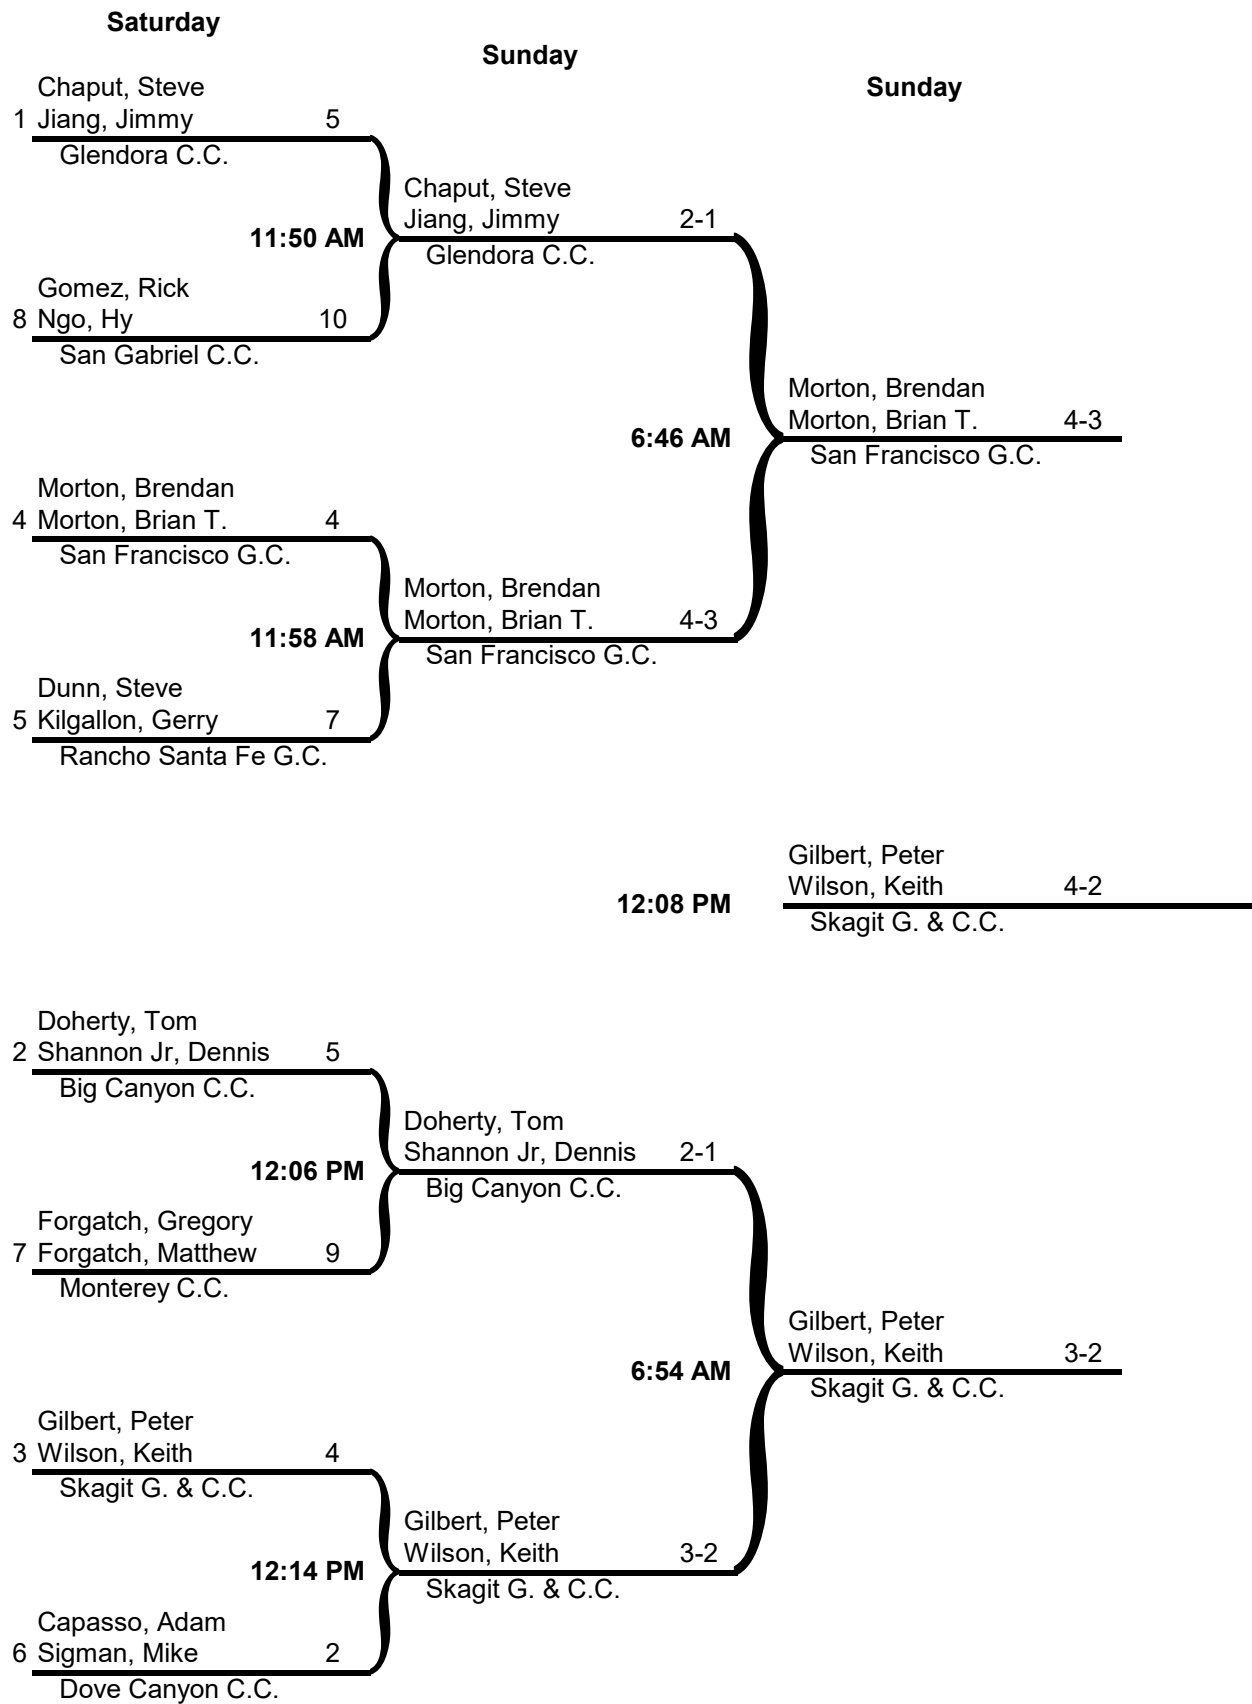 Saturday
Sunday
Sunday
Chaput, Steve
1 Jiang, Jimmy 5
Glendora C.C.
Chaput, Steve
Jiang, Jimmy 2-1
11:50 AM
Glendora C.C.
Gomez, Rick
8 Ngo, Hy 10
San Gabriel C.C.
Morton, Brendan
Morton, Brian T. 4-3
6:46 AM
San Francisco G.C.
Morton, Brendan
4 Morton, Brian T. 4
San Francisco G.C.
Morton, Brendan
Morton, Brian T. 4-3
11:58 AM
San Francisco G.C.
Dunn, Steve
5 Kilgallon, Gerry 7
Rancho Santa Fe G.C.
Gilbert, Peter
Wilson, Keith 4-2
12:08 PM
Skagit G. & C.C.
Doherty, Tom
2 Shannon Jr, Dennis 5
Big Canyon C.C.
Doherty, Tom
Shannon Jr, Dennis 2-1
12:06 PM
Big Canyon C.C.
Forgatch, Gregory
7 Forgatch, Matthew 9
Monterey C.C.
Gilbert, Peter
Wilson, Keith 3-2
6:54 AM
Skagit G. & C.C.
Gilbert, Peter
3 Wilson, Keith 4
Skagit G. & C.C.
Gilbert, Peter
Wilson, Keith 3-2
12:14 PM
Skagit G. & C.C.
Capasso, Adam
6 Sigman, Mike 2
Dove Canyon C.C.